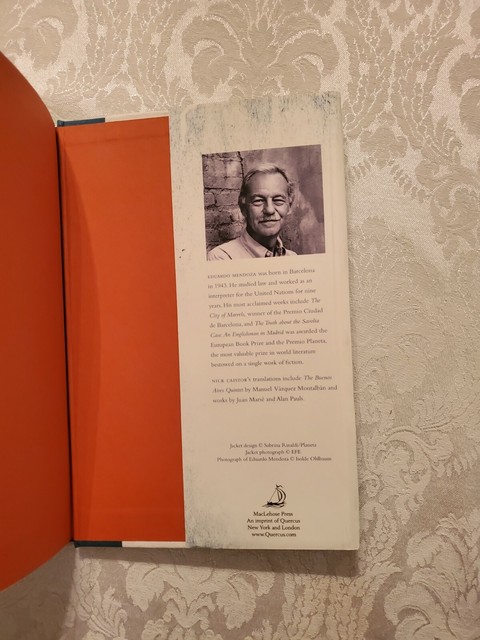 EDUARDO MENDOZA was born in Barcelona
in 1943. He studied law and worked as an
interpreter for the United Nations for nine
years. His most acclaimed works include The
City of Marvels, winner of the Premio Ciudad
de Barcelona, and The Truth about the Savolta
Case. An Englishman in Madrid was awarded the
European Book Prize and the Premio Planeta,
the most valuable prize in world literature
bestowed on a single work of fiction.
NICK CAISTOR'S translations include The Buenos
Aires Quintet by Manuel Vázquez Montalbán and
works by Juan Marsé and Alan Pauls.
Jacket design © Sabrina Rinaldi/Planeta
Jacket photograph © EFE
Photograph of Eduardo Mendoza ©
MacLehose Press
An imprint of Quercus
New York and London
www.Quercus.com